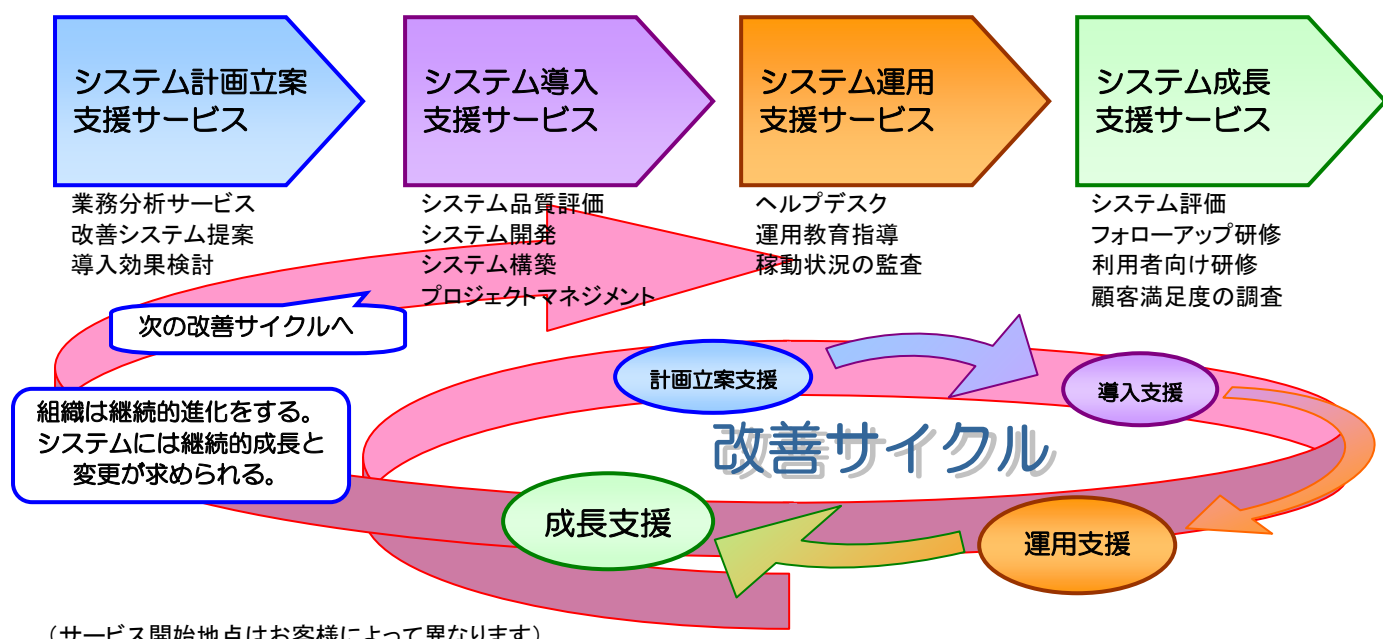 システム計画立案
支援サービス
システム導入
支援サービス
システム運用
支援サービス
システム成長
支援サービス
業務分析サービス
改善システム提案
導入効果検討
システム品質評価
システム開発
システム構築
プロジェクトマネジメント
ヘルプデスク
運用教育指導
稼動状況の監査
システム評価
フォローアップ研修
利用者向け研修
顧客満足度の調査
次の改善サイクルへ
組織は継続的進化をする。
システムには継続的成長と
変更が求められる。
計画立案支援
導入支援
改善サイクル
成長支援
運用支援
(サービス開始地点はお客様によって異なります)